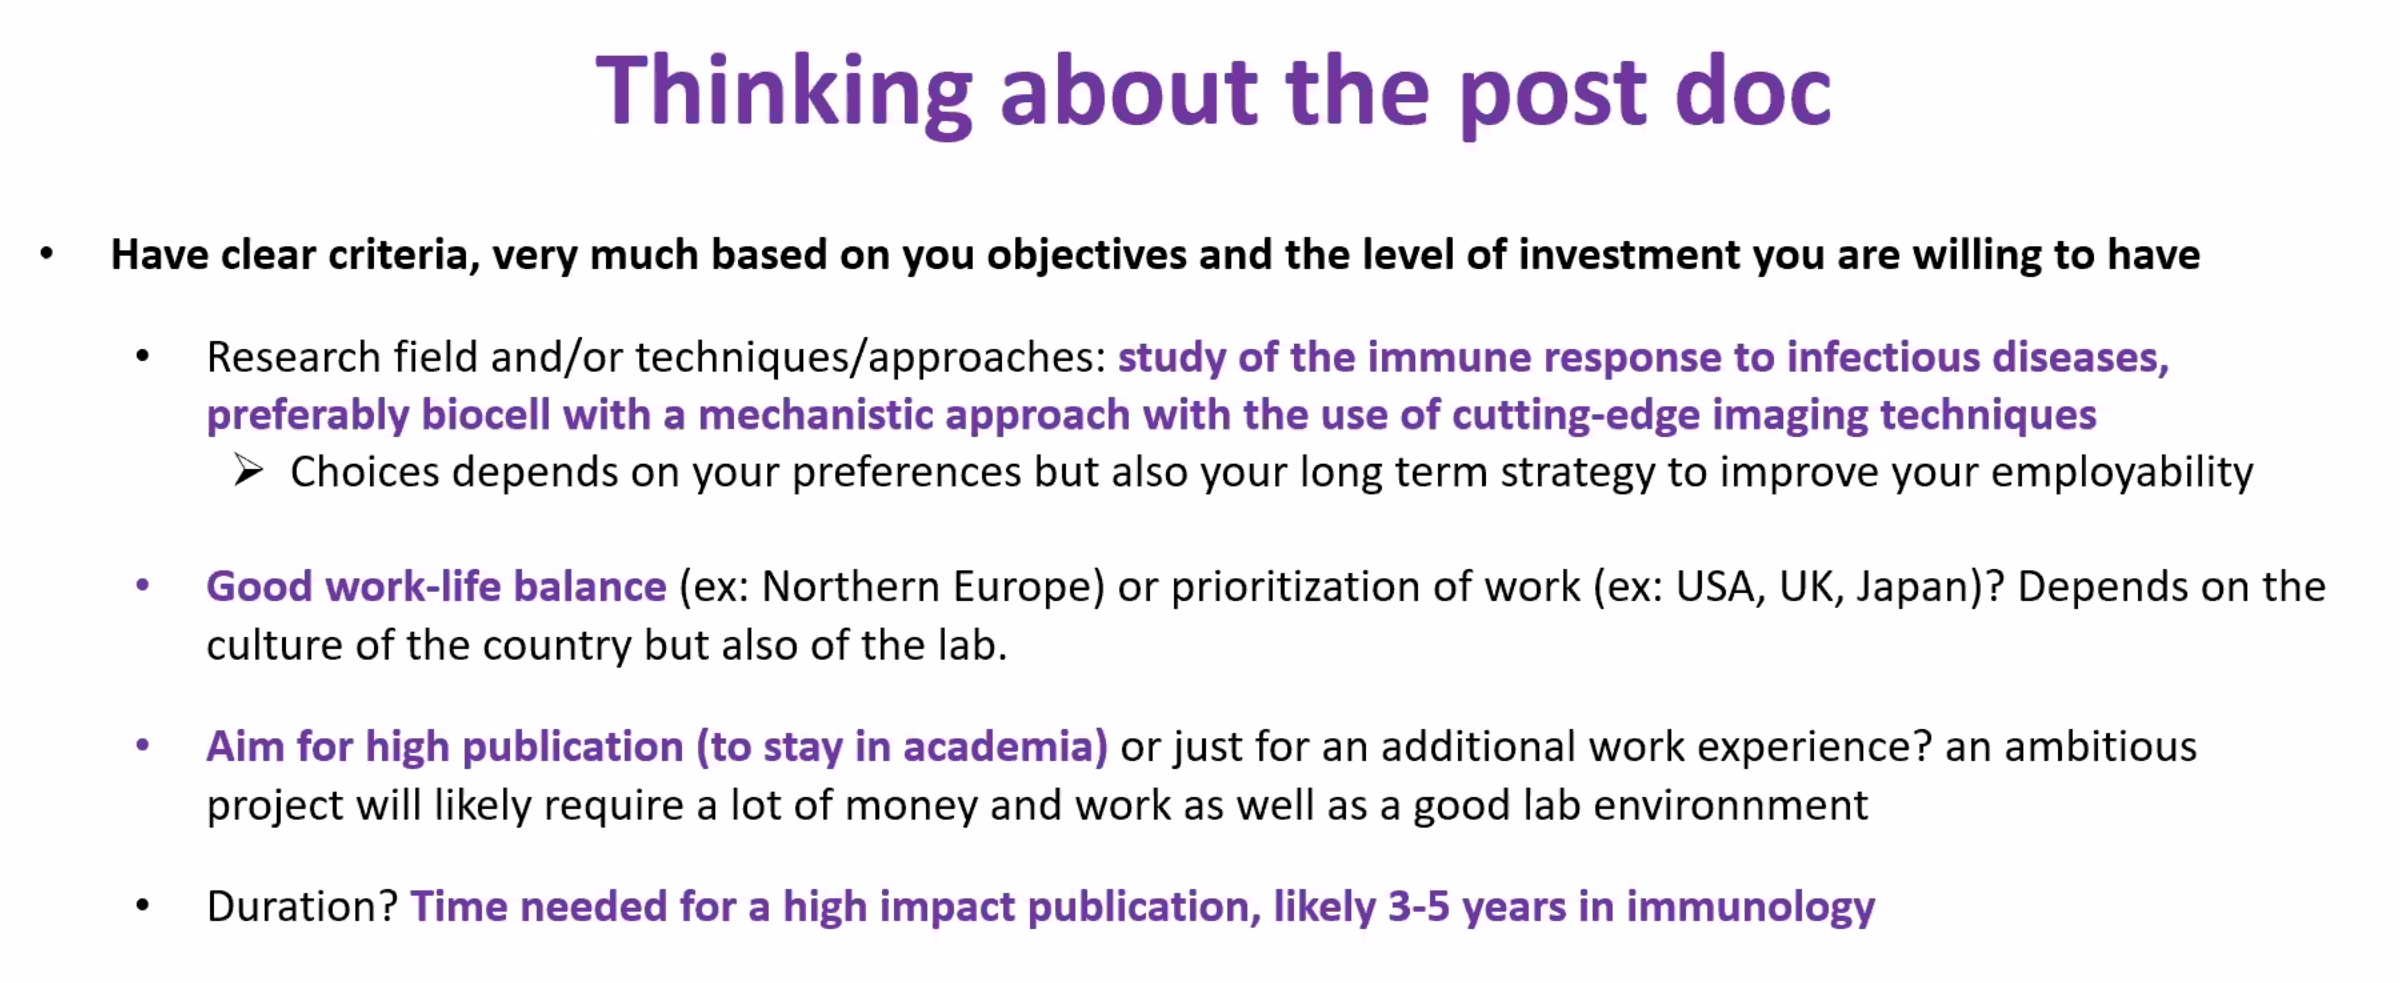 Thinking about the post doc
• Have clear criteria, very much based on you objectives and the level of investment you are willing to have
• Research field and/or techniques/approaches: study of the immune response to infectious diseases,
preferably biocell with a mechanistic approach with the use of cutting-edge imaging techniques
➢ Choices depends on your preferences but also your long term strategy to improve your employability
• Good work-life balance (ex: Northern Europe) or prioritization of work (ex: USA, UK, Japan)? Depends on the
culture of the country but also of the lab.
• Aim for high publication (to stay in academia) or just for an additional work experience? an ambitious
project will likely require a lot of money and work as well as a good lab environnment
• Duration? Time needed for a high impact publication, likely 3-5 years in immunology